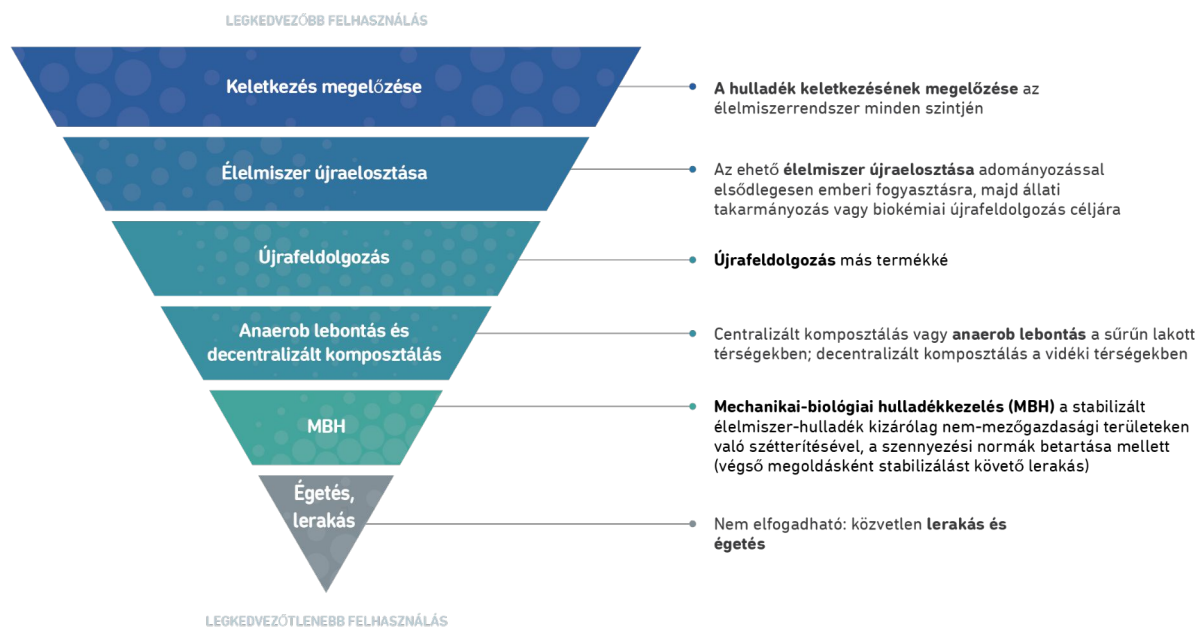 LEGKEDVEZŐBB FELHASZNÁLÁS
Keletkezés megelőzése
A hulladék keletkezésének megelőzése az
élelmiszerrendszer minden szintjén
Élelmiszer újraelosztása
Az ehető élelmiszer újraelosztása adományozással
elsődlegesen emberi fogyasztásra, majd állati
takarmányozás vagy biokémiai újrafeldolgozás céljára
Újrafeldolgozás
Újrafeldolgozás más termékké
Anaerob lebontás és
decentralizált komposztálás
Centralizált komposztálás vagy anaerob lebontás a sűrűn lakott
térségekben; decentralizált komposztálás a vidéki térségekben
MBH
Mechanikai-biológiai hulladékkezelés (MBH) a stabilizált
élelmiszer-hulladék kizárólag nem-mezőgazdasági területeken
való szétterítésével, a szennyezési normák betartása mellett
(végső megoldásként stabilizálást követő lerakás)
Égetés,
lerakás
Nem elfogadható: közvetlen lerakás és
égetés
LEGKEDVEZŐTLENEBB FELHASZNÁLÁS